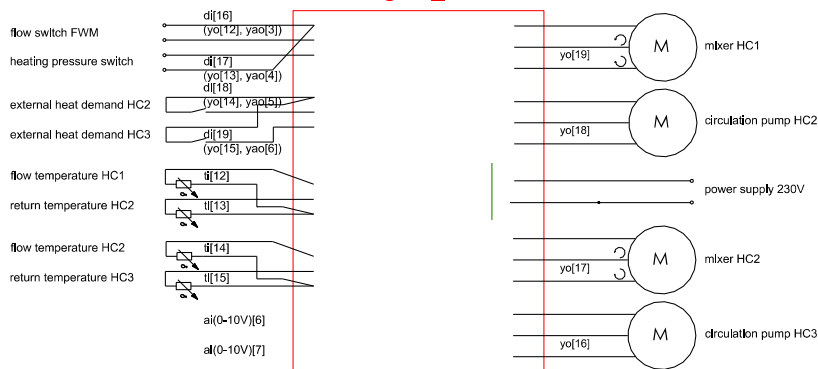 di[16]
flow switch FWM
(yo[12], yao[3])
heating pressure switch
di[17]
(yo[13], yao[4])
di[18]
external heat demand HC2
(yo[14], yao[5])
external heat demand HC3
di[19]
(yo[15], yao[6])
flow temperature HC1
ti[12]
return temperature HC2
ti[13]
flow temperature HC2
ti[14]
return temperature HC3
ti[15]
ai(0-10V)[6]
ai(0-10V)[7]
M
mixer HC1
yo[19]
M
circulation pump HC2
yo[18]
power supply 230V
M
mixer HC2
yo[17]
M
circulation pump HC3
yo[16]